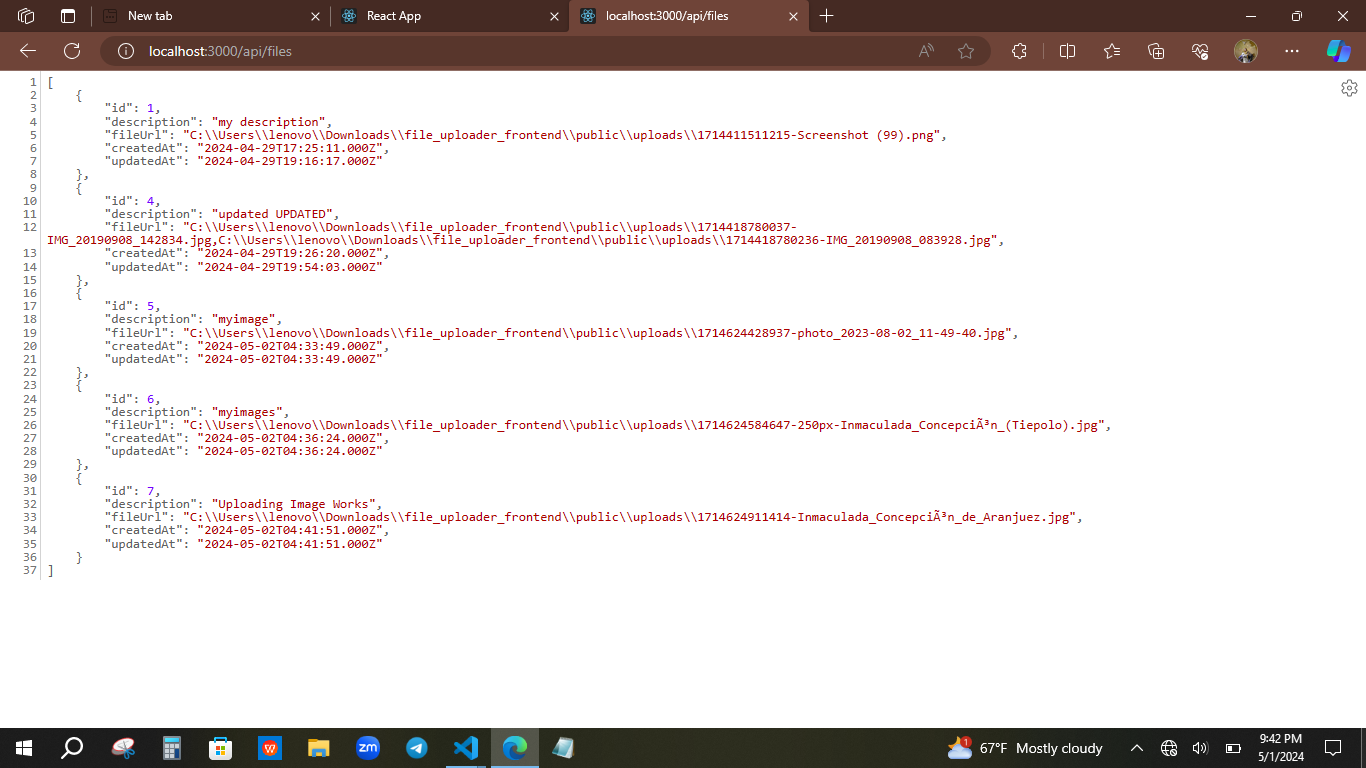 New tab
React App
localhost:3000/api/files
localhost:3000/api/files
1 [
2 {
3 "id": 1,
4 "description": "my description",
5 "fileUrl": "C:\\Users\\lenovo\\Downloads\\file_uploader_frontend\\public\\uploads\\1714411511215-Screenshot (99).png",
6 "createdAt": "2024-04-29T17:25:11.000Z",
7 "updatedAt": "2024-04-29T19:16:17.000Z"
8 },
9 {
10 "id": 4,
11 "description": "updated UPDATED",
12 "fileUrl": "C:\\Users\\lenovo\\Downloads\\file_uploader_frontend\\public\\uploads\\1714418780037-
IMG_20190908_142834.jpg,C:\\Users\\lenovo\\Downloads\\file_uploader_frontend\\public\\uploads\\1714418780236-IMG_20190908_083928.jpg",
13 "createdAt": "2024-04-29T19:26:20.000Z",
14 "updatedAt": "2024-04-29T19:54:03.000Z"
15 },
16 {
17 "id": 5,
18 "description": "myimage",
19 "fileUrl": "C:\\Users\\lenovo\\Downloads\\file_uploader_frontend\\public\\uploads\\1714624428937-photo_2023-08-02_11-49-40.jpg",
20 "createdAt": "2024-05-02T04:33:49.000Z",
21 "updatedAt": "2024-05-02T04:33:49.000Z"
22 },
23 {
24 "id": 6,
25 "description": "myimages",
26 "fileUrl": "C:\\Users\\lenovo\\Downloads\\file_uploader_frontend\\public\\uploads\\1714624584647-250px-Inmaculada_ConcepciÃ³n_(Tiepolo).jpg",
27 "createdAt": "2024-05-02T04:36:24.000Z",
28 "updatedAt": "2024-05-02T04:36:24.000Z"
29 },
30 {
31 "id": 7,
32 "description": "Uploading Image Works",
33 "fileUrl": "C:\\Users\\lenovo\\Downloads\\file_uploader_frontend\\public\\uploads\\1714624911414-Inmaculada_ConcepciÃ³n_de_Aranjuez.jpg",
34 "createdAt": "2024-05-02T04:41:51.000Z",
35 "updatedAt": "2024-05-02T04:41:51.000Z"
36 }
37 ]
zm
1
67°F Mostly cloudy
9:42 PM
5/1/2024